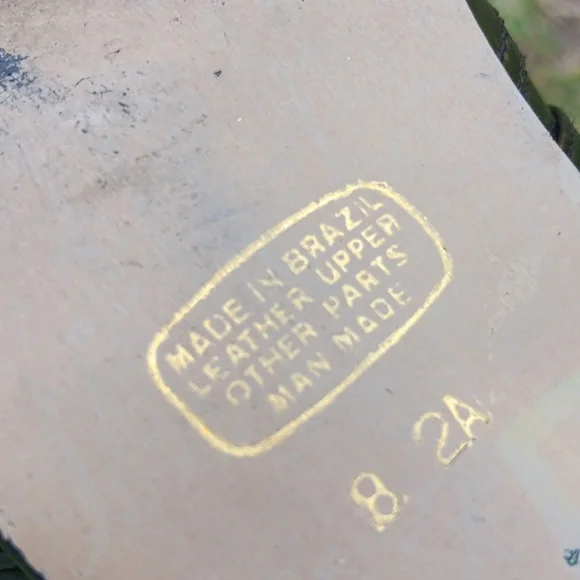 MADE IN BRAZIL
LEATHER UPPER
OTHER PARTS
MAN MADE
8 2A